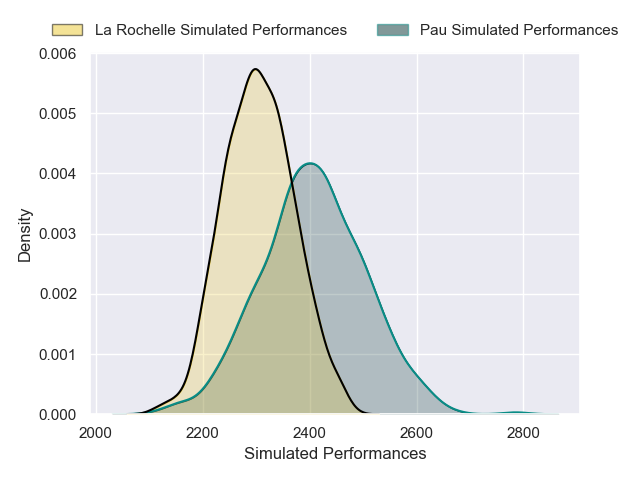 La Rochelle Simulated Performances Pau Simulated Performances
0.006
0.005
0.004
0.003
0.002
0.001
0.000
Density
2000 2200 2400 2600 2800
Simulated Performances